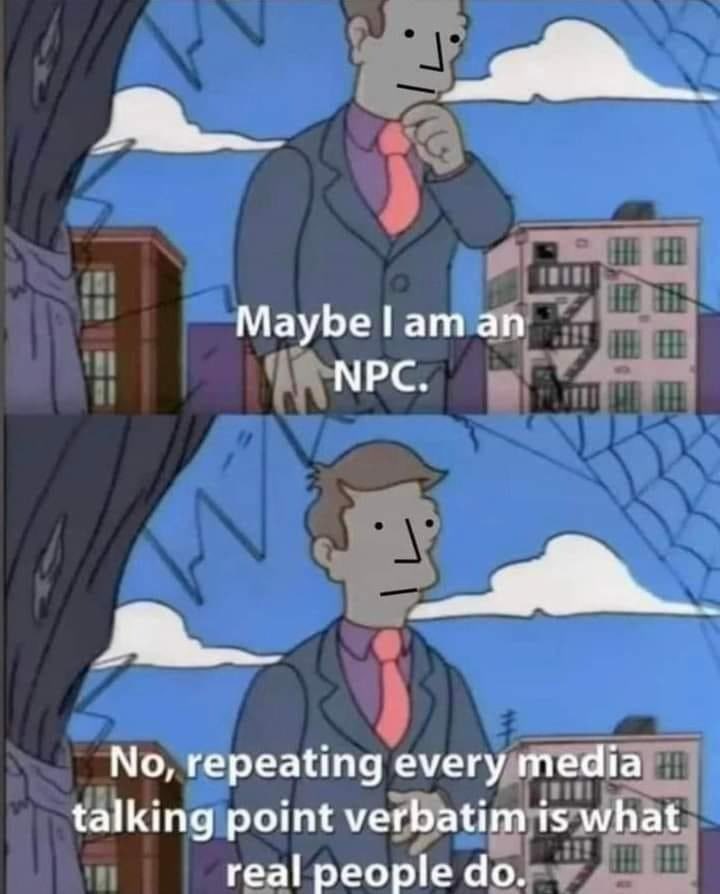 Maybe I am an
NPC.
No, repeating every media
talking point verbatim is what
real people do.